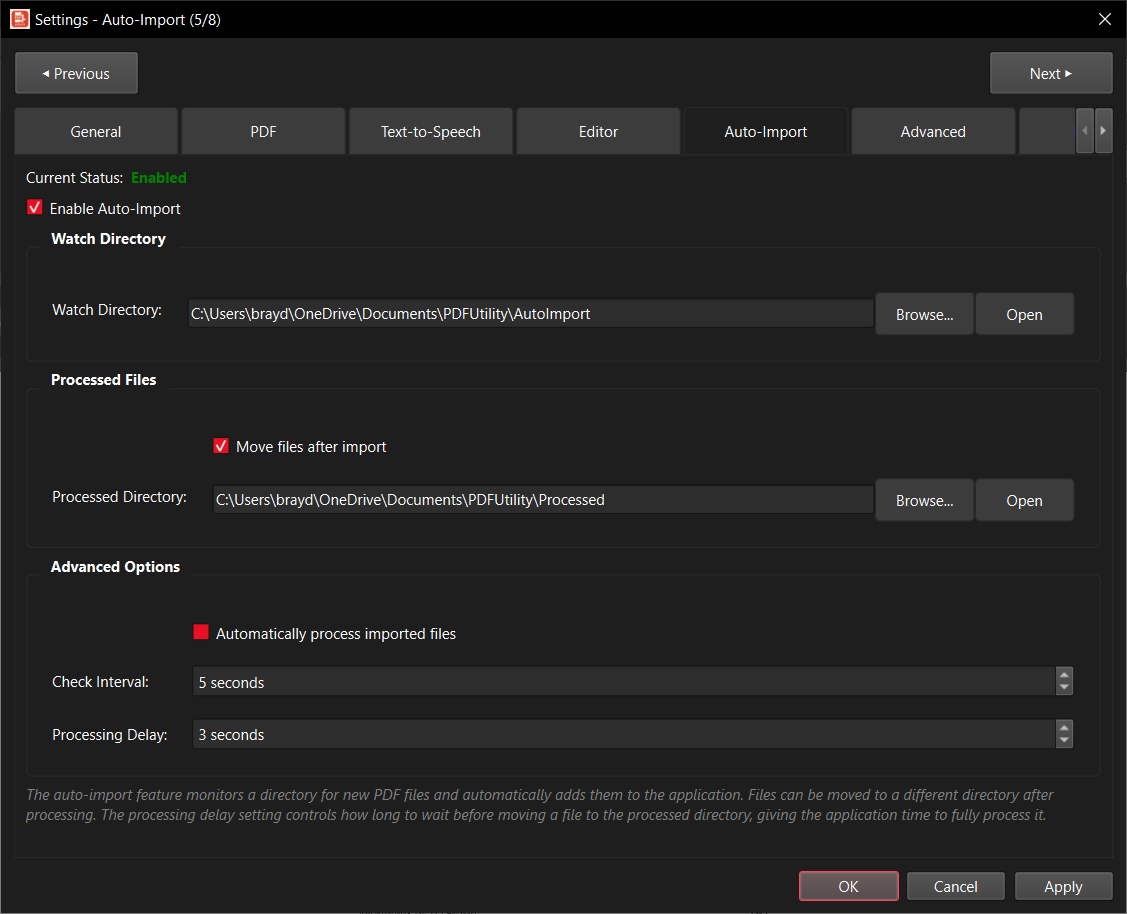 Settings - Auto-Import (5/8)
Previous
Next
General
PDF
Text-to-Speech
Editor
Auto-Import
Advanced
Current Status: Enabled
Enable Auto-Import
Watch Directory
Watch Directory: C:\Users\brayd\OneDrive\Documents\PDFUtility\AutoImport Browse... Open
Processed Files
Move files after import
Processed Directory: C:\Users\brayd\OneDrive\Documents\PDFUtility\Processed Browse... Open
Advanced Options
Automatically process imported files
Check Interval: 5 seconds
Processing Delay: 3 seconds
The auto-import feature monitors a directory for new PDF files and automatically adds them to the application. Files can be moved to a different directory after
processing. The processing delay setting controls how long to wait before moving a file to the processed directory, giving the application time to fully process it.
OK
Cancel
Apply